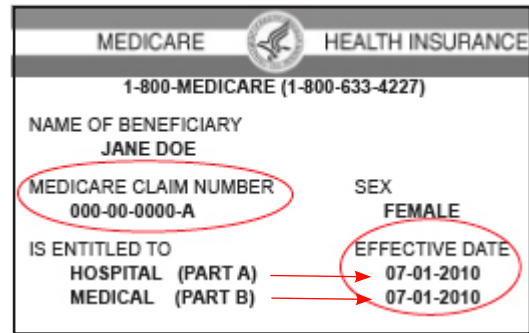 MEDICARE HEALTH INSURANCE
1-800-MEDICARE (1-800-633-4227)
NAME OF BENEFICIARY
JANE DOE
MEDICARE CLAIM NUMBER SEX
000-00-0000-A FEMALE
IS ENTITLED TO EFFECTIVE DATE
HOSPITAL (PART A) 07-01-2010
MEDICAL (PART B) 07-01-2010